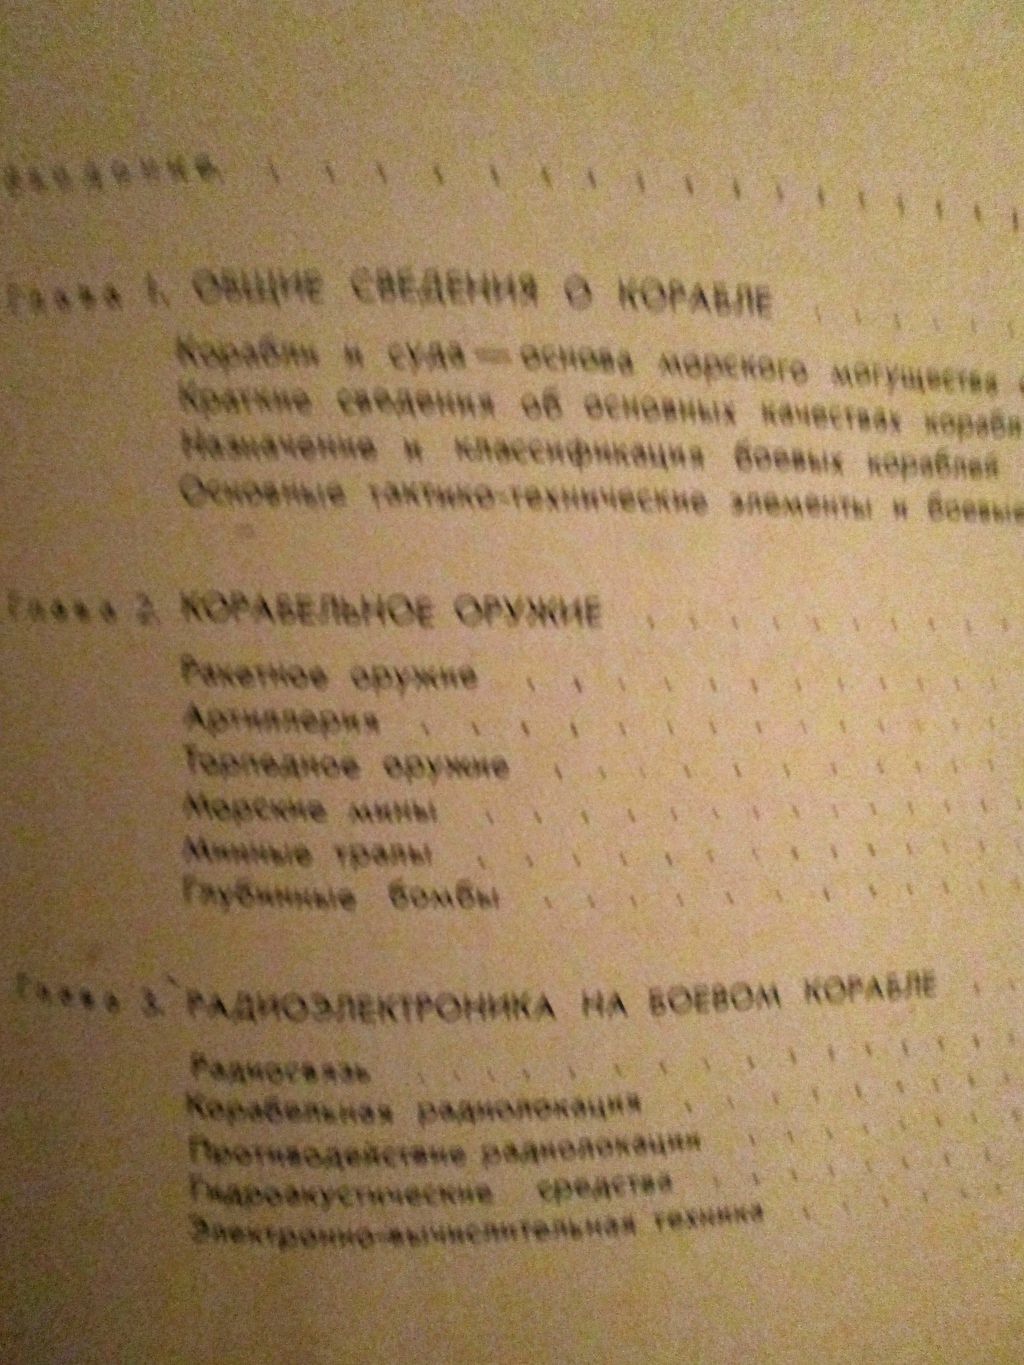 Введение
Глава 1. ОБЩИЕ СВЕДЕНИЯ О КОРАБЛЕ
Корабли и суда — основа морского могущества
Краткие сведения об основных качествах корабл
Назначение и классификация боевых кораблей
Основные тактико-технические элементы и боевые
Глава 2. КОРАБЕЛЬНОЕ ОРУЖИЕ
Ракетное оружие
Артиллерия
Торпедное оружие
Морские мины
Минные тралы
Глубинные бомбы
Глава 3. РАДИОЭЛЕКТРОНИКА НА БОЕВОМ КОРАБЛЕ
Радиосвязь
Корабельная радиолокация
Противодействие радиолокации
Гидроакустические средства
Электронно-вычислительная техника